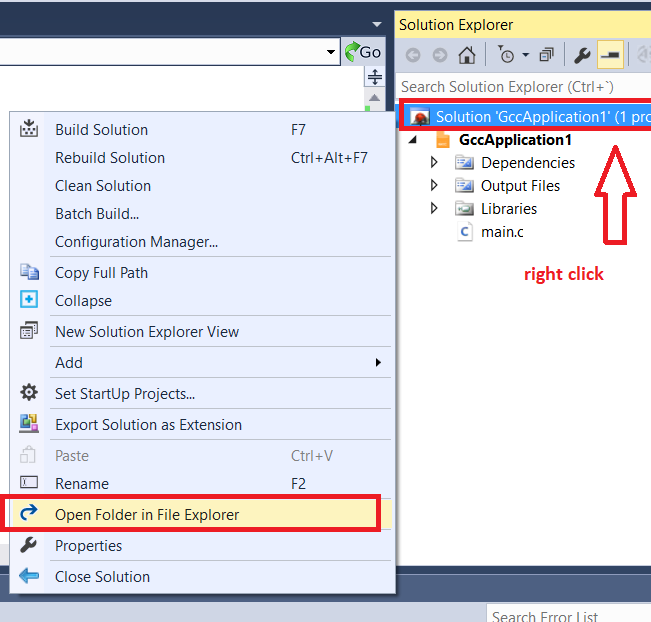 Solution Explorer
Go
Search Solution Explorer (Ctrl+`)
Solution 'GccApplication1' (1 pro
GccApplication1
Dependencies
Output Files
Libraries
main.c
right click
Build Solution F7
Rebuild Solution Ctrl+Alt+F7
Clean Solution
Batch Build...
Configuration Manager...
Copy Full Path
Collapse
New Solution Explorer View
Add
Set StartUp Projects...
Export Solution as Extension
Paste Ctrl+V
Rename F2
Open Folder in File Explorer
Properties
Close Solution
Search Error List